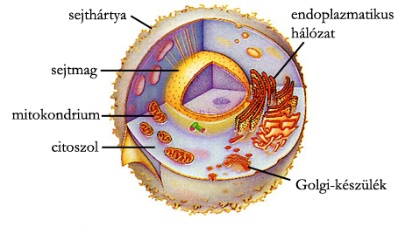 sejthártya
endoplazmatikus
hálózat
sejtmag
mitokondrium
citoszol
Golgi-készülék